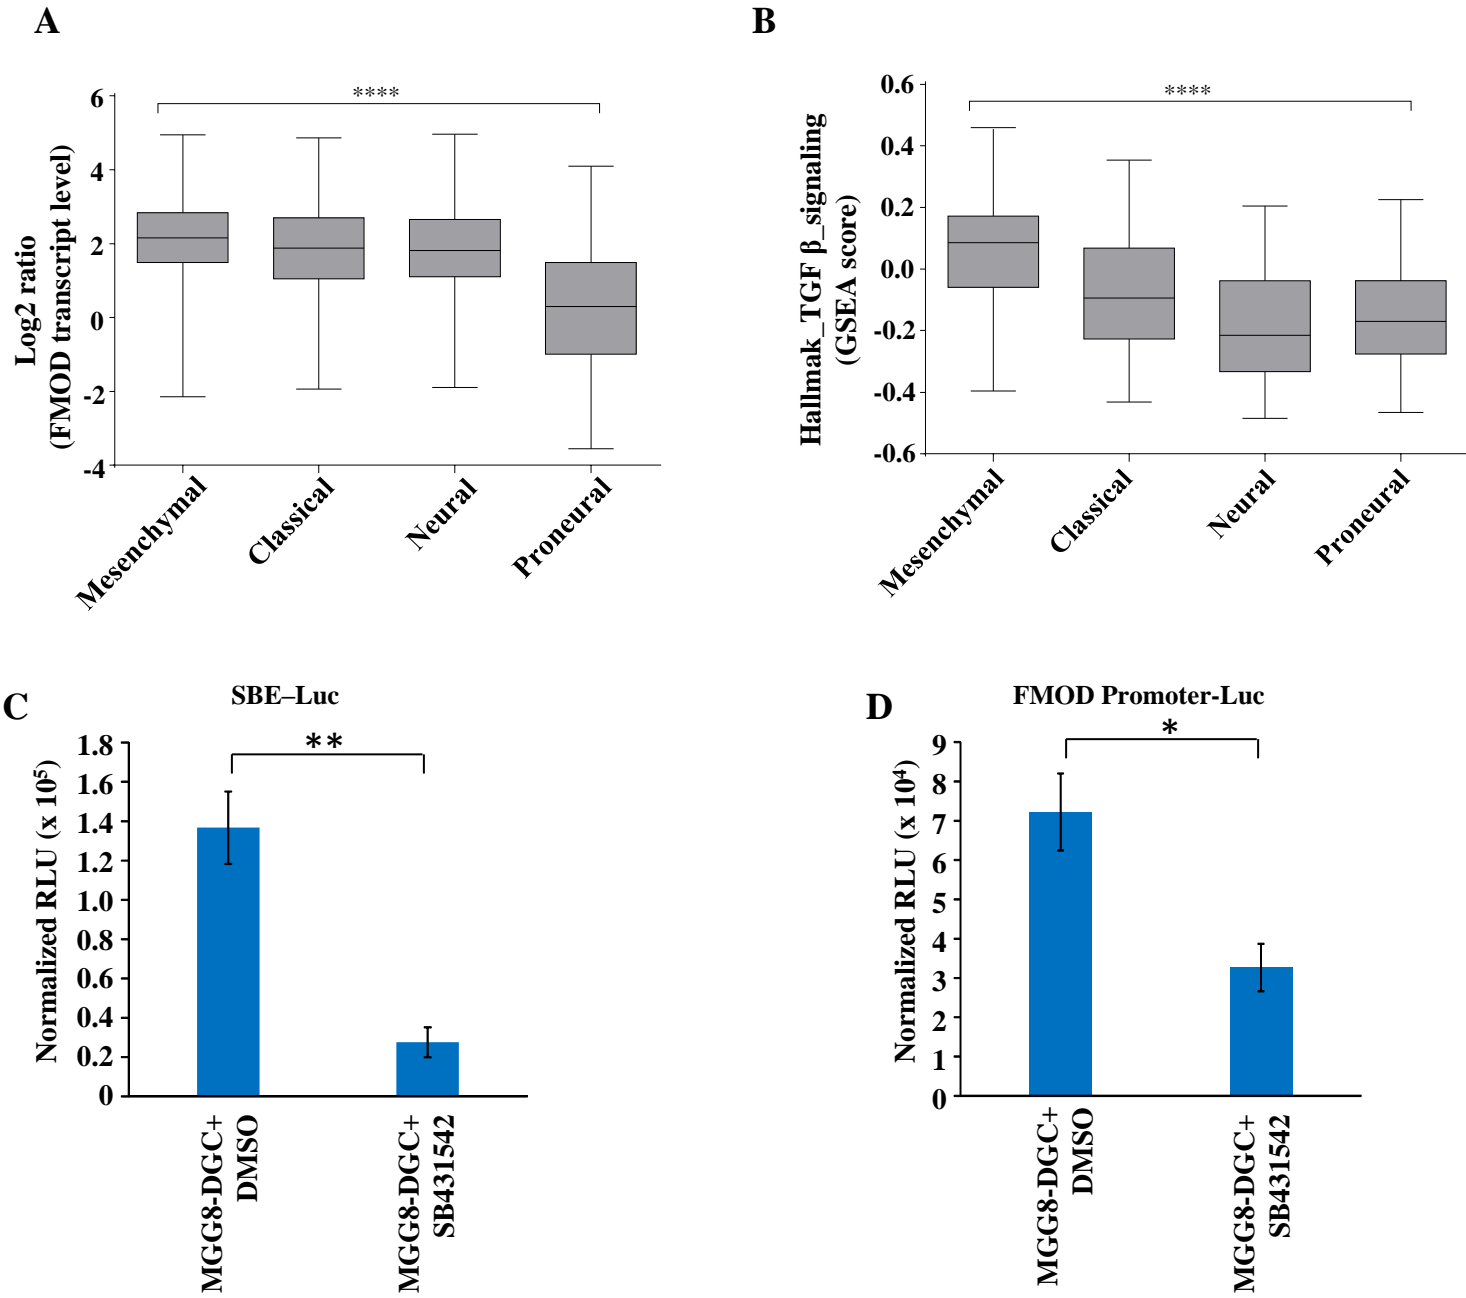 A
Log2 ratio
(FMOD transcript level)
6
4
2
0
-2
-4
****
Mesenchymal
Classical
Neural
Proneural
B
Hallmak_TGF β_signaling
(GSEA score)
0.6
0.4
0.2
0.0
-0.2
-0.4
-0.6
****
Mesenchymal
Classical
Neural
Proneural
C
SBE–Luc
Normalized RLU (x 10⁵)
1.8
1.6
1.4
1.2
1.0
0.8
0.6
0.4
0.2
0
**
MGG8-DGC+
DMSO
MGG8-DGC+
SB431542
D
FMOD Promoter-Luc
Normalized RLU (x 10⁴)
9
8
7
6
5
4
3
2
1
0
*
MGG8-DGC+
DMSO
MGG8-DGC+
SB431542